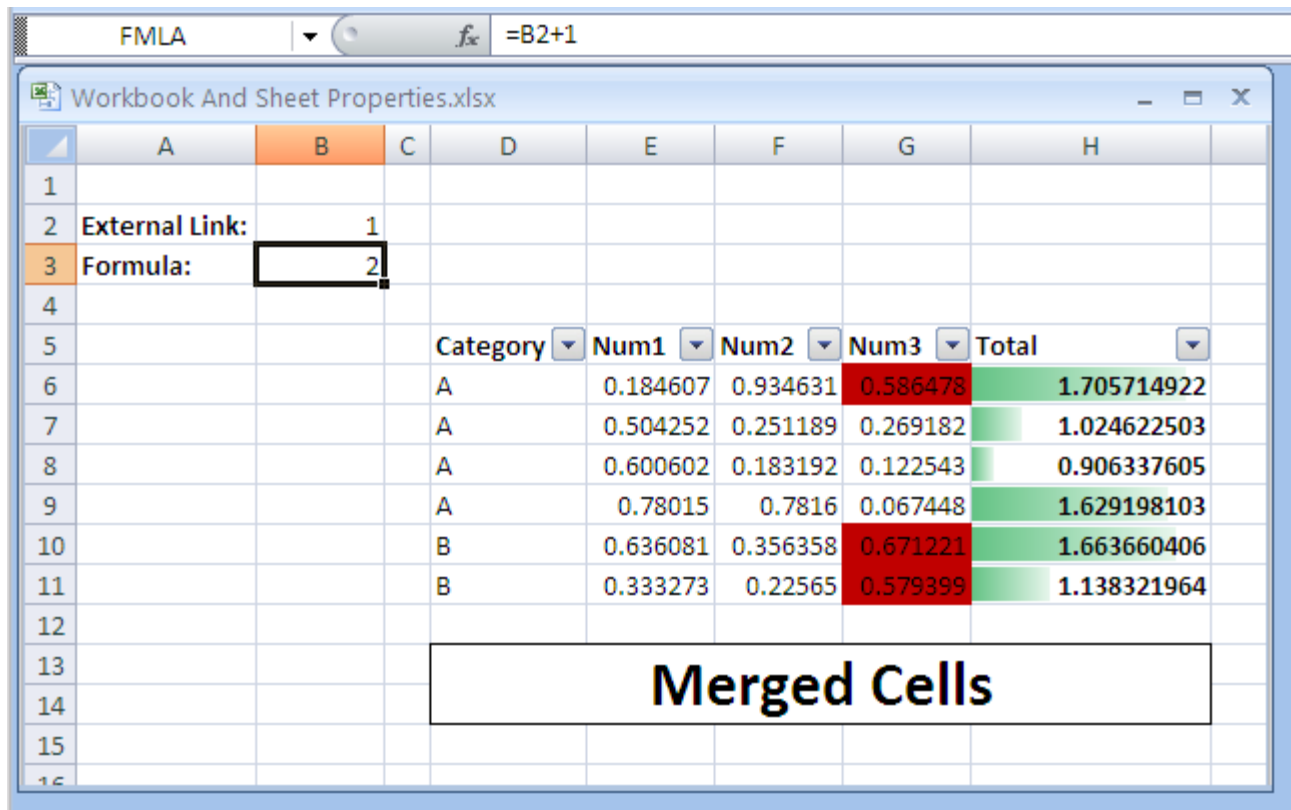 FMLA fx =B2+1
Workbook And Sheet Properties.xlsx
A B C D E F G H
1
2 External Link: 1
3 Formula: 2
4
5 Category Num1 Num2 Num3 Total
6 A 0.184607 0.934631 0.586478 1.705714922
7 A 0.504252 0.251189 0.269182 1.024622503
8 A 0.600602 0.183192 0.122543 0.906337605
9 A 0.78015 0.7816 0.067448 1.629198103
10 B 0.636081 0.356358 0.671221 1.663660406
11 B 0.333273 0.22565 0.579399 1.138321964
12
13 Merged Cells
14
15
16